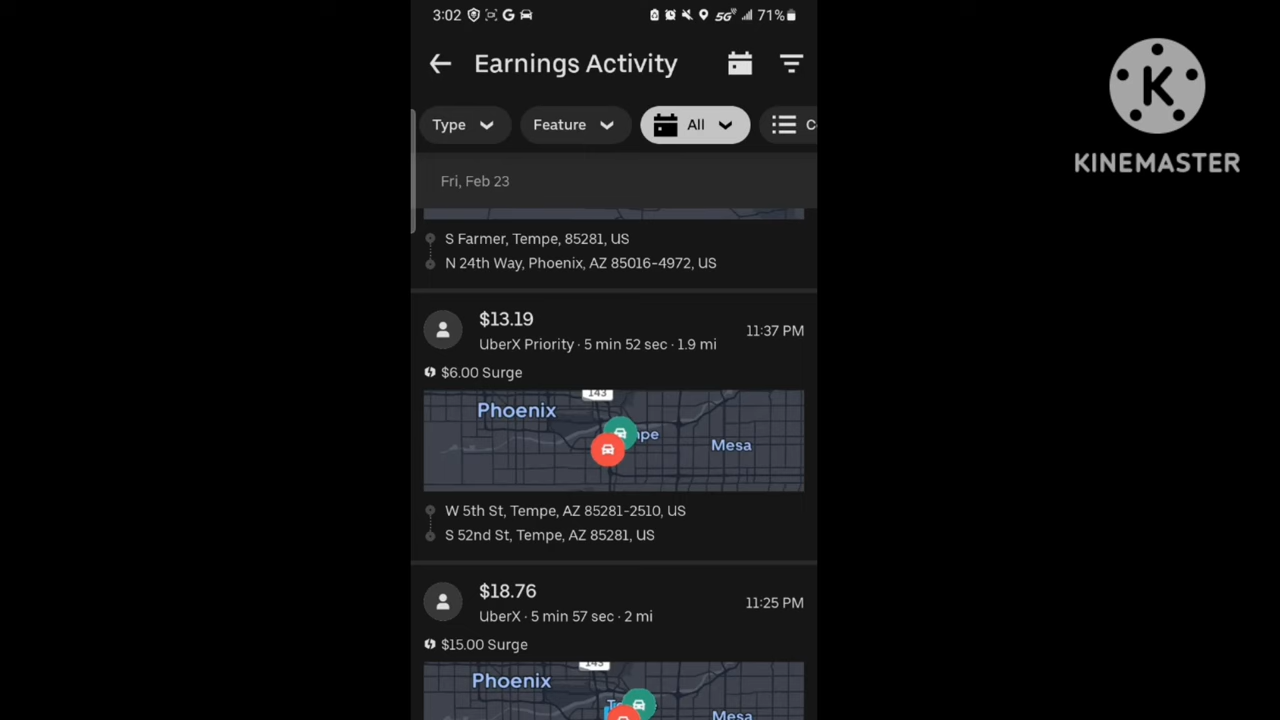 3:02 G 5G 71%
Earnings Activity
Type Feature All
Fri, Feb 23
S Farmer, Tempe, 85281, US
N 24th Way, Phoenix, AZ 85016-4972, US
$13.19
11:37 PM
UberX Priority · 5 min 52 sec · 1.9 mi
$6.00 Surge
143
Phoenix
Mesa
W 5th St, Tempe, AZ 85281-2510, US
S 52nd St, Tempe, AZ 85281, US
$18.76
11:25 PM
UberX · 5 min 57 sec · 2 mi
$15.00 Surge
143
Phoenix
Mesa
K
KINEMASTER